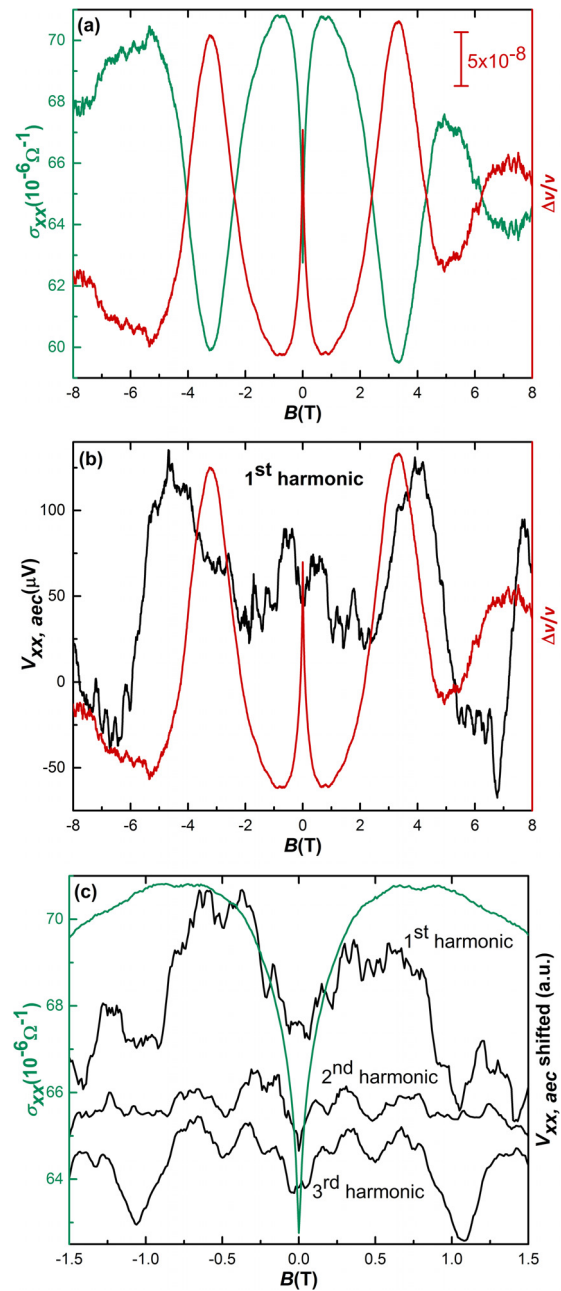 (a)
5x10⁻⁸
70
68
66
64
62
60
σxx(10⁻⁶Ω⁻¹)
Δv/v
-8 -6 -4 -2 0 2 4 6 8
B(T)
(b)
1st harmonic
100
50
0
-50
Vxx, aec(μV)
Δv/v
-8 -6 -4 -2 0 2 4 6 8
B(T)
(c)
1st harmonic
2nd harmonic
3rd harmonic
70
68
66
64
σxx(10⁻⁶Ω⁻¹)
Vxx, aec shifted (a.u.)
-1.5 -1.0 -0.5 0.0 0.5 1.0 1.5
B(T)